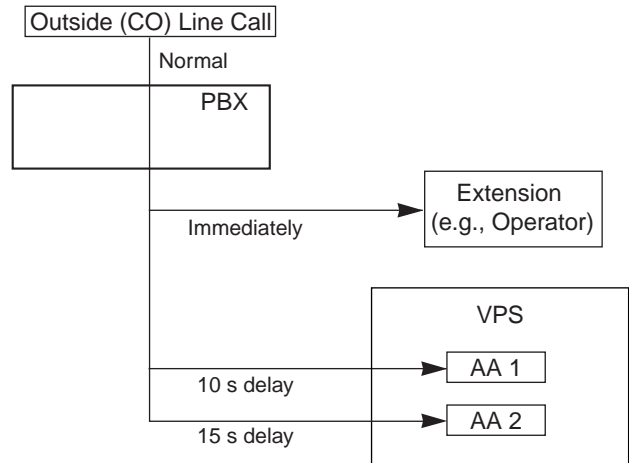 Outside (CO) Line Call
Normal
PBX
Extension
(e.g., Operator)
Immediately
VPS
AA 1
10 s delay
AA 2
15 s delay